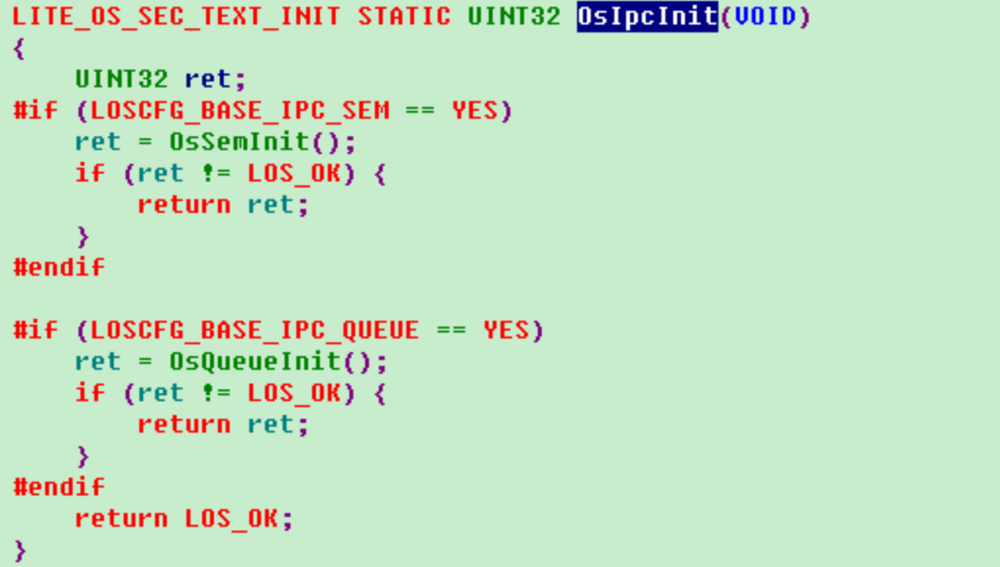 LITE_OS_SEC_TEXT_INIT STATIC UINT32 OsIpcInit(VOID)
{
    UINT32 ret;
#if (LOSCFG_BASE_IPC_SEM == YES)
    ret = OsSemInit();
    if (ret != LOS_OK) {
        return ret;
    }
#endif

#if (LOSCFG_BASE_IPC_QUEUE == YES)
    ret = OsQueueInit();
    if (ret != LOS_OK) {
        return ret;
    }
#endif
    return LOS_OK;
}